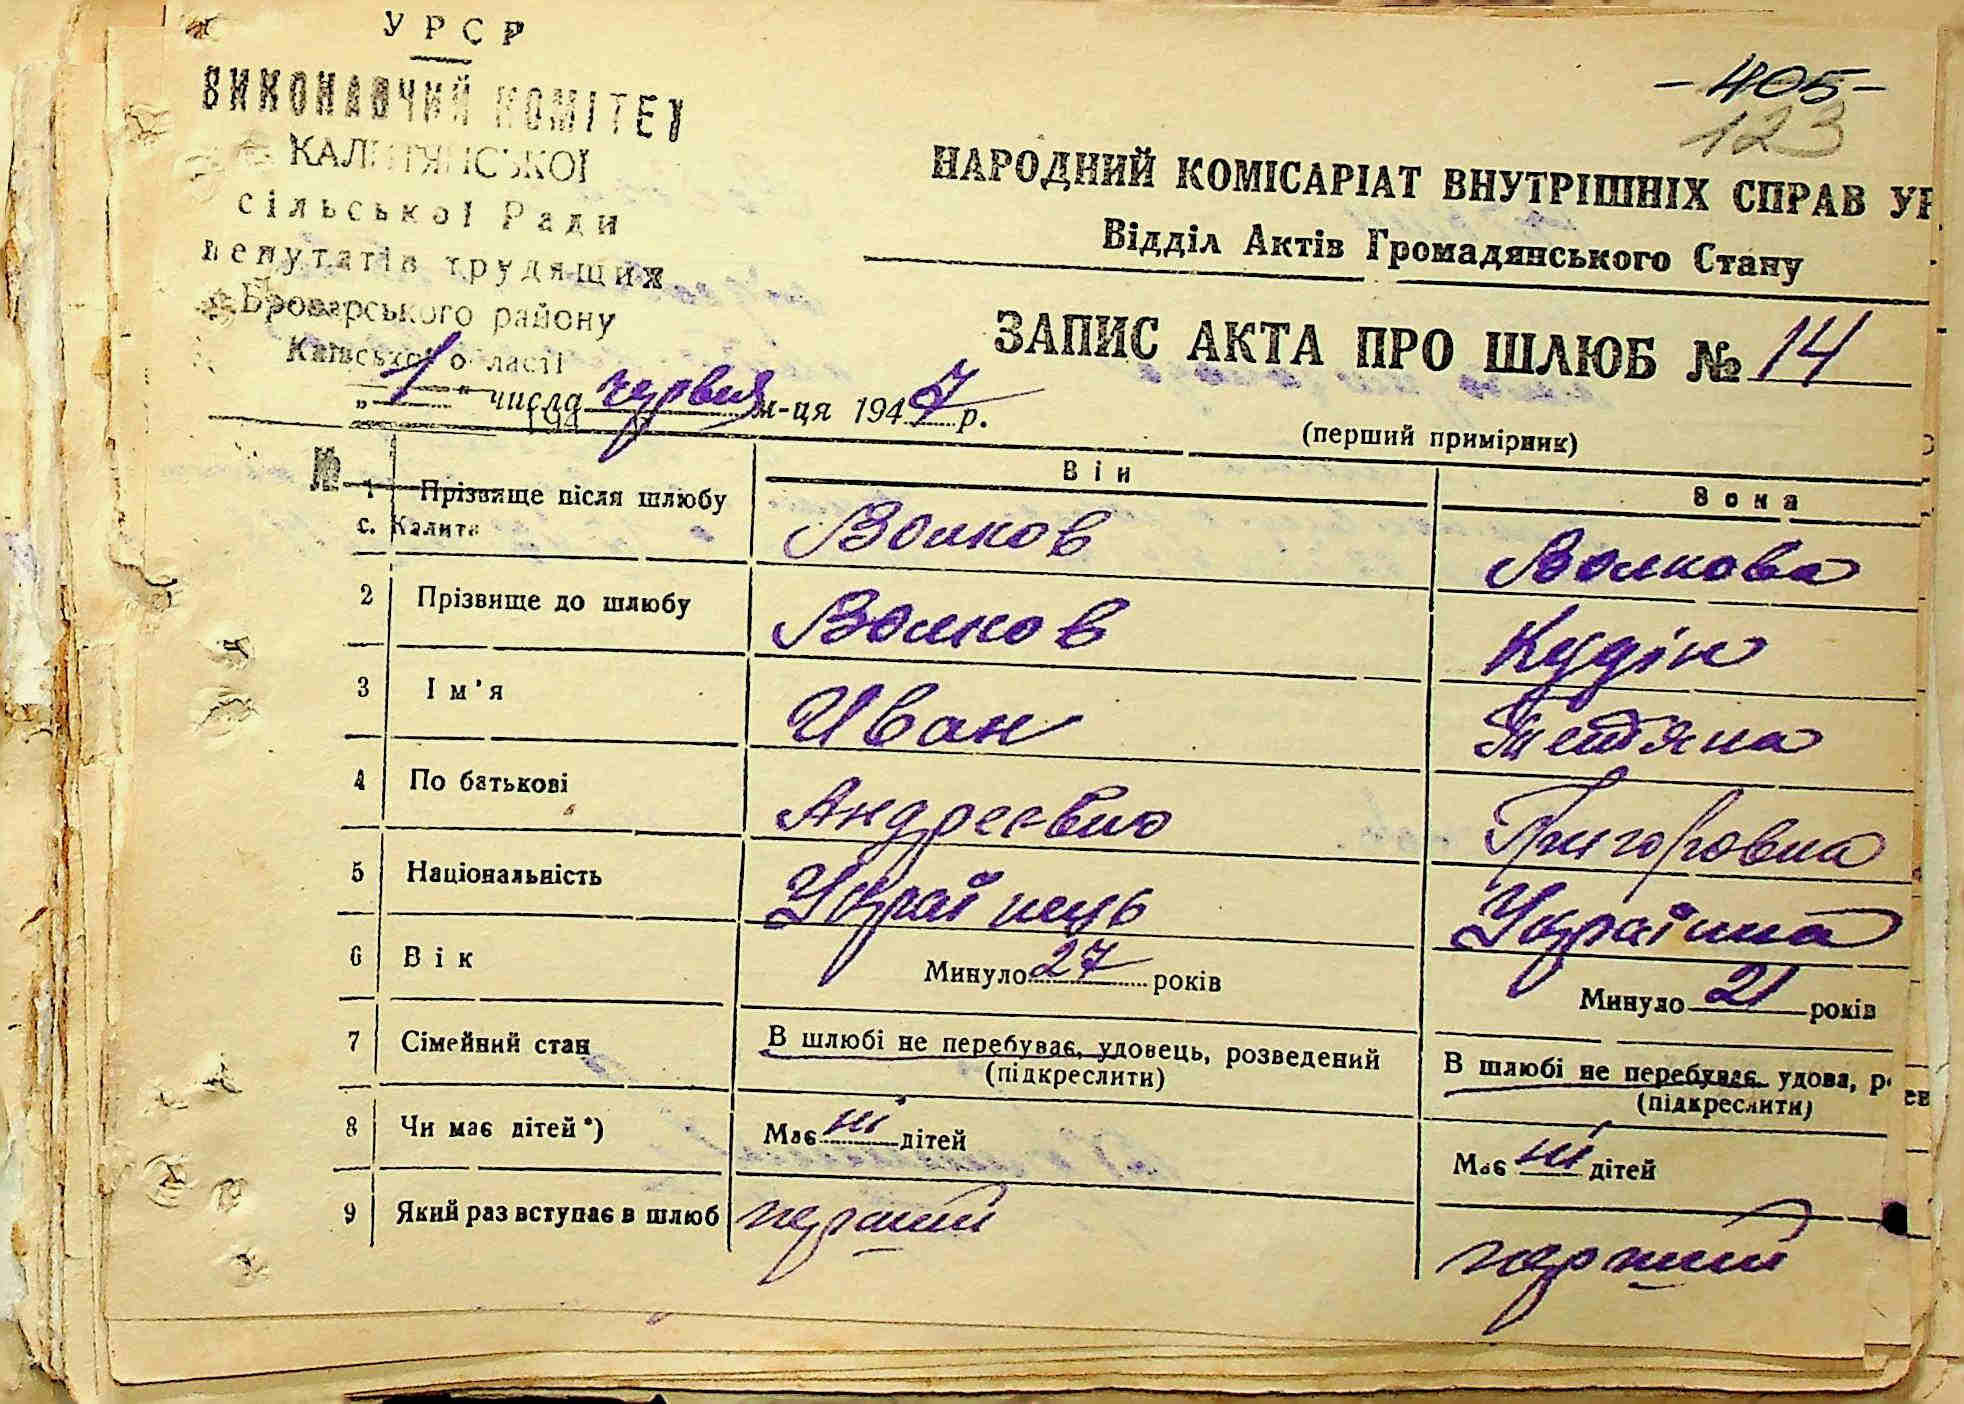 УРСР
ВИКОНАВЧИЙ КОМІТЕТ
КАЛИТЯНСЬКОЇ
сільської Ради
депутатів трудящих
Броварського району
Київської області
- 405 -
123
НАРОДНИЙ КОМІСАРІАТ ВНУТРІШНІХ СПРАВ УР
Відділ Актів Громадянського Стану
ЗАПИС АКТА ПРО ШЛЮБ № 14
„1" числа червня м-ця 1947 р.
194
(перший примірник)
№
с. Калита
Він Вона
1 Прізвище після шлюбу Волков Волкова
2 Прізвище до шлюбу Волков Кудін
3 Ім'я Иван Тетяна
4 По батькові Андреєвич Григоровна
5 Національність Українець Українка
6 Вік Минуло 27 років Минуло 21 років
7 Сімейний стан В шлюбі не перебуває, удовець, розведений В шлюбі не перебуває, удова, р
(підкреслити) (підкреслити)
8 Чи має дітей*) Має ні дітей Має ні дітей
9 Який раз вступає в шлюб перший перший